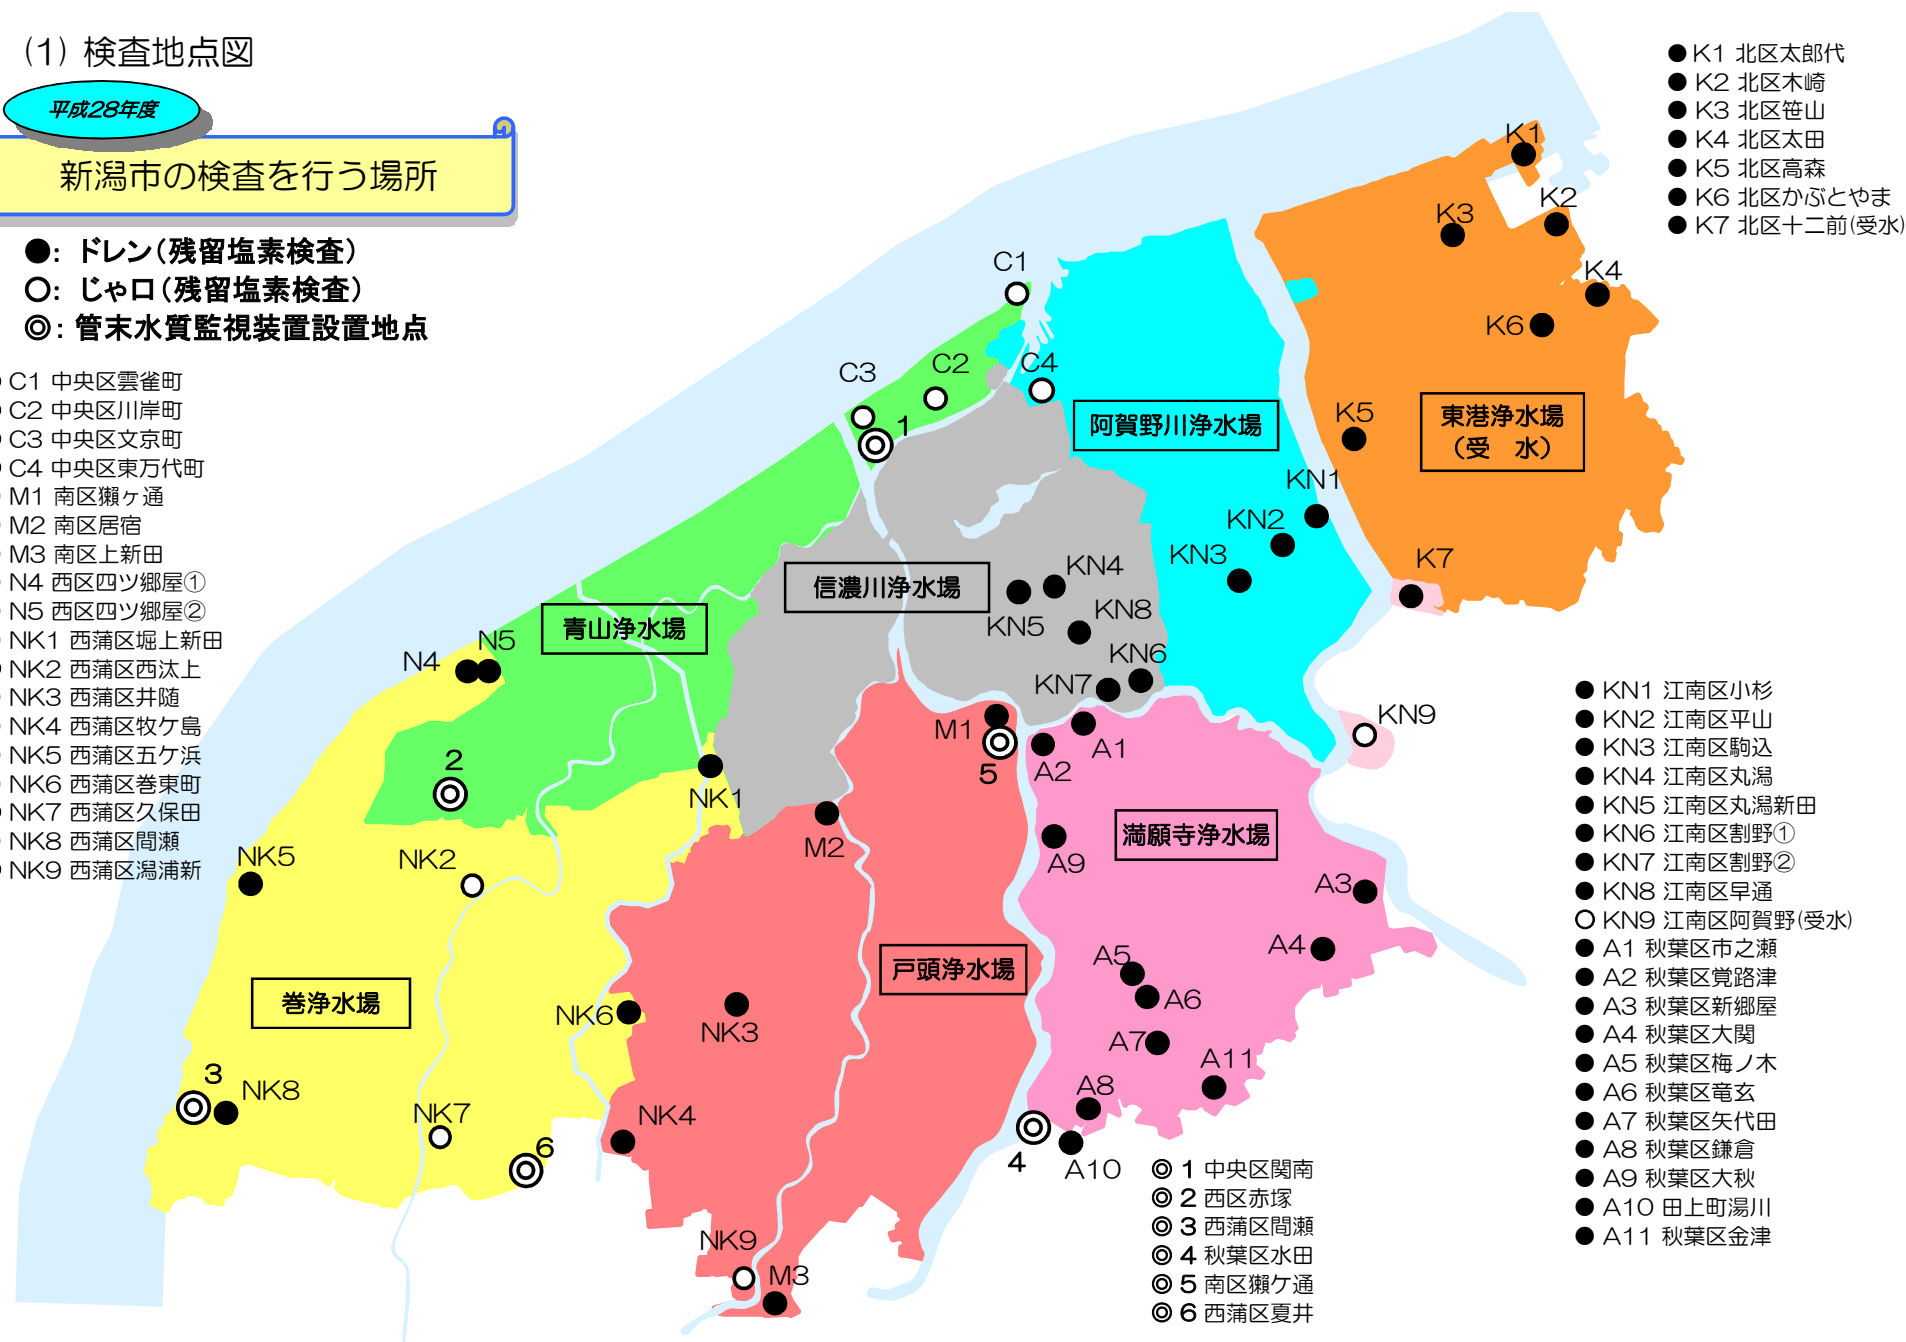 (1) 検査地点図
平成28年度
新潟市の検査を行う場所
●: ドレン(残留塩素検査)
○: じゃ口(残留塩素検査)
◎: 管末水質監視装置設置地点
C1 中央区雲雀町
C2 中央区川岸町
C3 中央区文京町
C4 中央区東万代町
M1 南区獺ヶ通
M2 南区居宿
M3 南区上新田
N4 西区四ツ郷屋①
N5 西区四ツ郷屋②
NK1 西蒲区堀上新田
NK2 西蒲区西汰上
NK3 西蒲区井随
NK4 西蒲区牧ケ島
NK5 西蒲区五ケ浜
NK6 西蒲区巻東町
NK7 西蒲区久保田
NK8 西蒲区間瀬
NK9 西蒲区潟浦新
● K1 北区太郎代
● K2 北区木崎
● K3 北区笹山
● K4 北区太田
● K5 北区高森
● K6 北区かぶとやま
● K7 北区十二前(受水)
K1
K2
K3
K4
K6
K5
K7
東港浄水場
(受 水)
C1
C2
C3
C4
1
阿賀野川浄水場
KN1
KN2
KN3
信濃川浄水場
KN4
KN5
KN8
KN6
KN7
KN9
青山浄水場
N4
N5
2
NK1
M1
5
A1
A2
M2
満願寺浄水場
A9
A3
NK5
NK2
A4
A5
A6
戸頭浄水場
巻浄水場
NK6
NK3
A7
A11
A8
3
NK8
NK7
NK4
6
4
A10
NK9
M3
● KN1 江南区小杉
● KN2 江南区平山
● KN3 江南区駒込
● KN4 江南区丸潟
● KN5 江南区丸潟新田
● KN6 江南区割野①
● KN7 江南区割野②
● KN8 江南区早通
○ KN9 江南区阿賀野(受水)
● A1 秋葉区市之瀬
● A2 秋葉区覚路津
● A3 秋葉区新郷屋
● A4 秋葉区大関
● A5 秋葉区梅ノ木
● A6 秋葉区竜玄
● A7 秋葉区矢代田
● A8 秋葉区鎌倉
● A9 秋葉区大秋
● A10 田上町湯川
● A11 秋葉区金津
◎ 1 中央区関南
◎ 2 西区赤塚
◎ 3 西蒲区間瀬
◎ 4 秋葉区水田
◎ 5 南区獺ケ通
◎ 6 西蒲区夏井